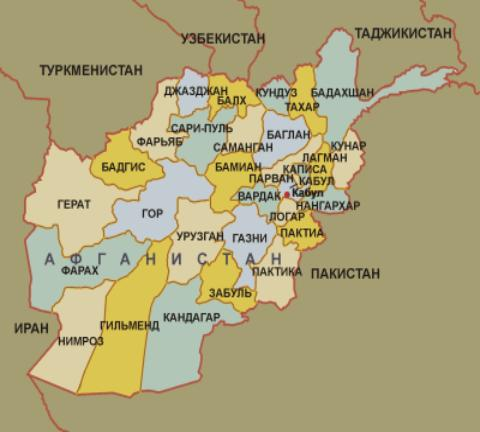 УЗБЕКИСТАН
ТАДЖИКИСТАН
ТУРКМЕНИСТАН
ДЖАЗДЖАН
БАЛХ
КУНДУЗ
ТАХАР
БАДАХШАН
САРИ-ПУЛЬ
ФАРЬЯБ
САМАНГАН
БАГЛАН
КУНАР
ЛАГМАН
БАДГИС
БАМИАН
КАПИСА
ПАРВАН
КАБУЛ
Кабул
ВАРДАК
НАНГАРХАР
ГЕРАТ
ГОР
ЛОГАР
УРУЗГАН
ГАЗНИ
ПАКТИА
АФГАНИСТАН
ФАРАХ
ПАКТИКА
ПАКИСТАН
ЗАБУЛЬ
ИРАН
ГИЛЬМЕНД
КАНДАГАР
НИМРОЗ